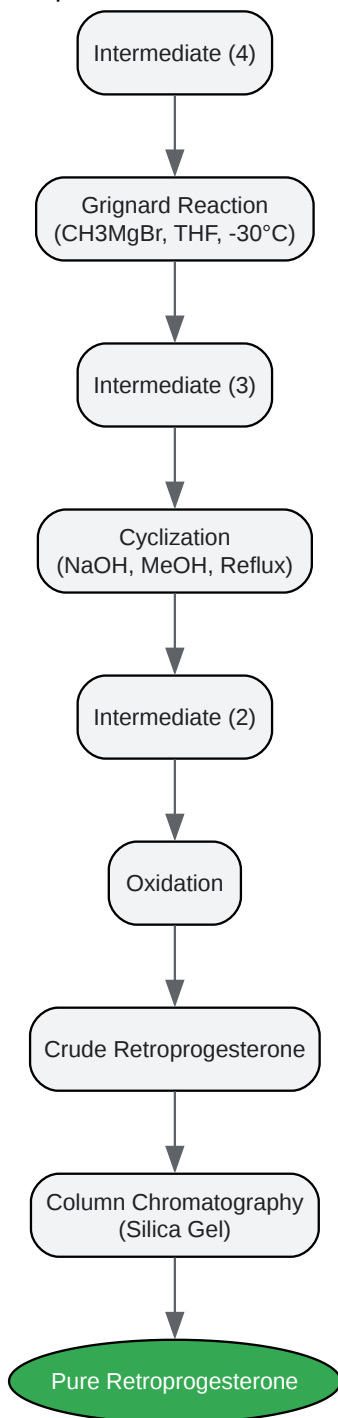 Intermediate (4)
Grignard Reaction
(CH3MgBr, THF, -30°C)
Intermediate (3)
Cyclization
(NaOH, MeOH, Reflux)
Intermediate (2)
Oxidation
Crude Retroprogesterone
Column Chromatography
(Silica Gel)
Pure Retroprogesterone